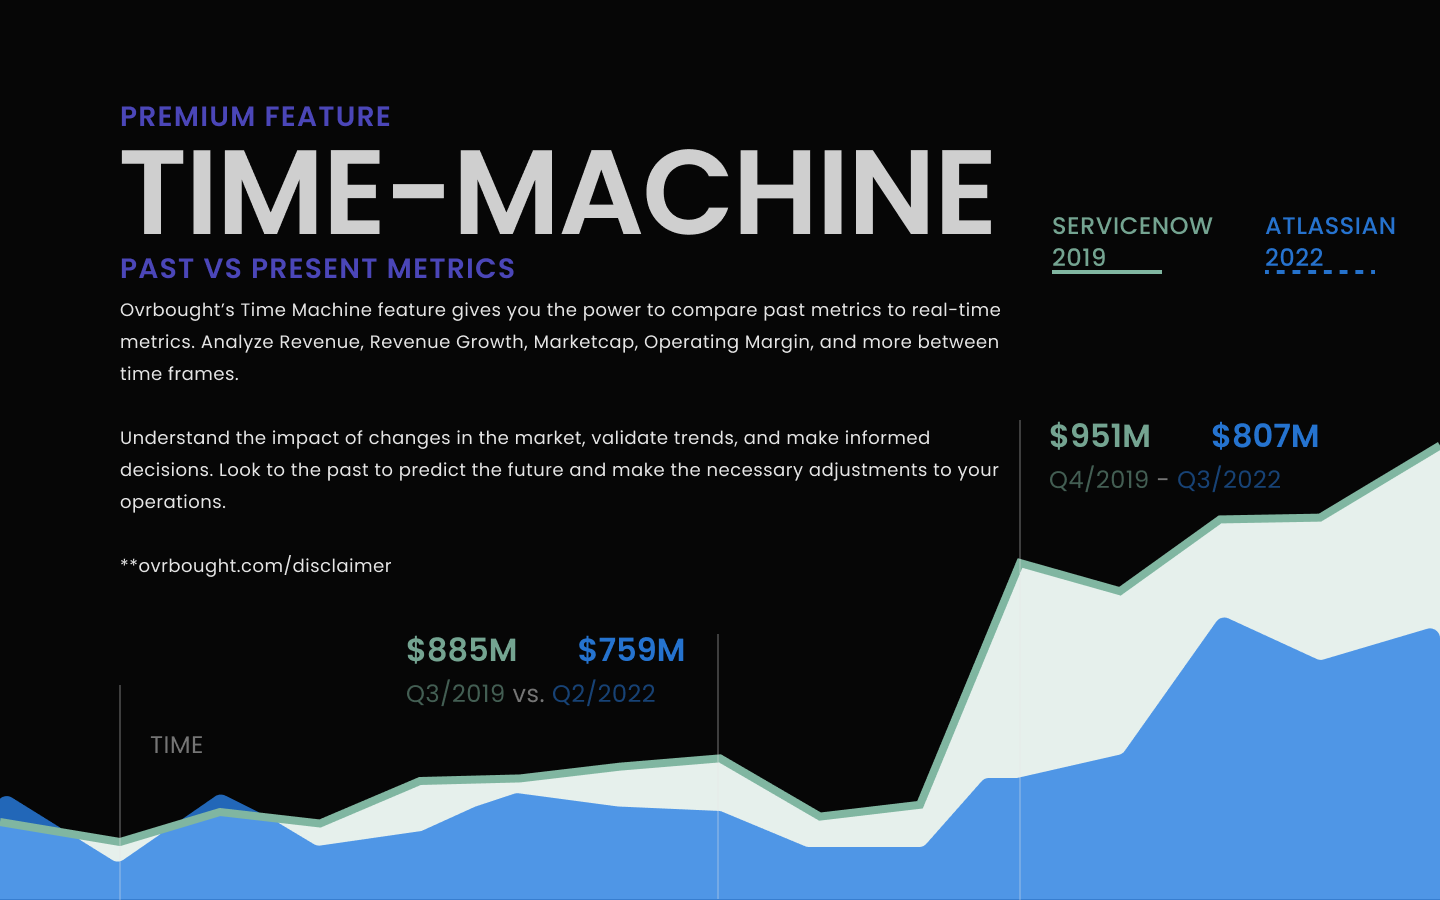 PREMIUM FEATURE
TIME-MACHINE
PAST VS PRESENT METRICS
Ovrbought’s Time Machine feature gives you the power to compare past metrics to real-time
metrics. Analyze Revenue, Revenue Growth, Marketcap, Operating Margin, and more between
time frames.
Understand the impact of changes in the market, validate trends, and make informed
decisions. Look to the past to predict the future and make the necessary adjustments to your
operations.
**ovrbought.com/disclaimer
SERVICENOW
2019
ATLASSIAN
2022
$951M $807M
Q4/2019 - Q3/2022
$885M $759M
Q3/2019 vs. Q2/2022
TIME